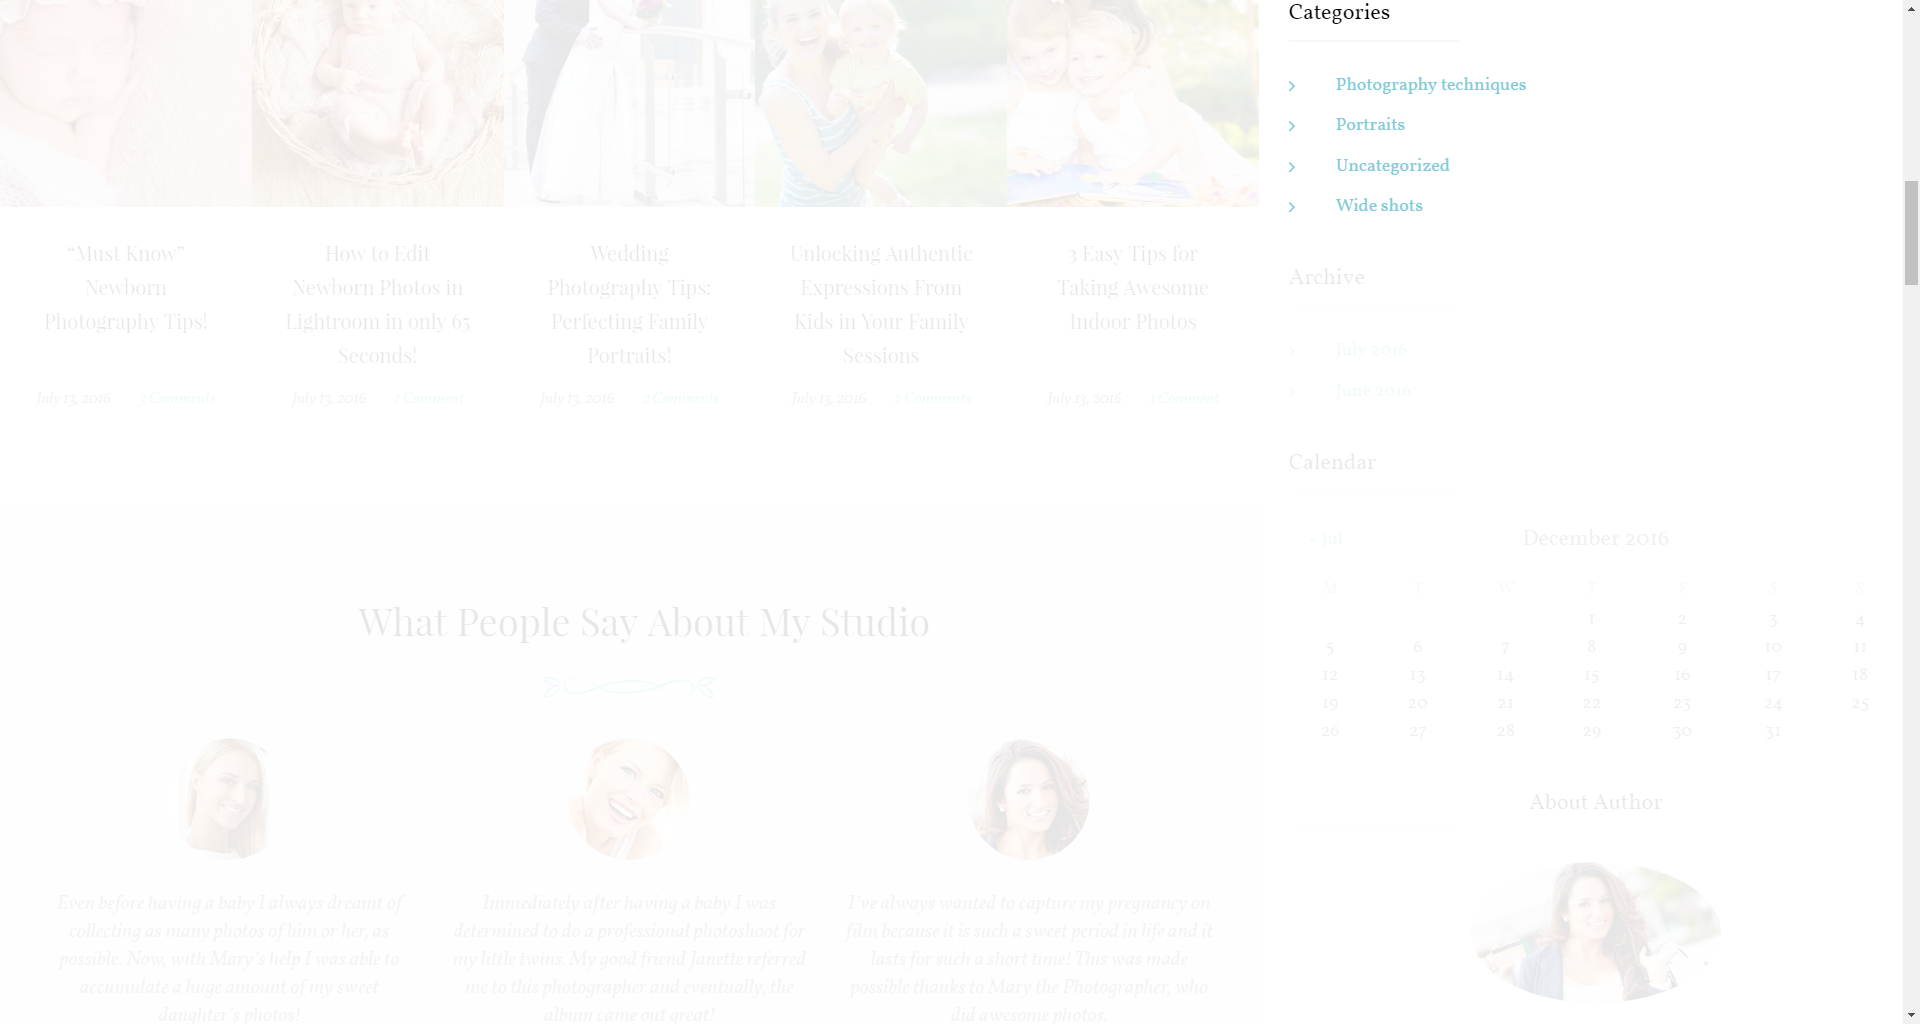 “Must Know”
Newborn
Photography Tips!
July 13, 2016 3 Comments
How to Edit
Newborn Photos in
Lightroom in only 65
Seconds!
July 13, 2016 1 Comment
Wedding
Photography Tips:
Perfecting Family
Portraits!
July 13, 2016 2 Comments
Unlocking Authentic
Expressions From
Kids in Your Family
Sessions
July 13, 2016 2 Comments
3 Easy Tips for
Taking Awesome
Indoor Photos
July 13, 2016 1 Comment
What People Say About My Studio
Even before having a baby I always dreamt of
collecting as many photos of him or her, as
possible. Now, with Mary’s help I was able to
accumulate a huge amount of my sweet
daughter’s photos!
Immediately after having a baby I was
determined to do a professional photoshoot for
my little twins. My good friend Janette referred
me to this photographer and eventually, the
album came out great!
I’ve always wanted to capture my pregnancy on
film because it is such a sweet period in life and it
lasts for such a short time! This was made
possible thanks to Mary the Photographer, who
did awesome photos.
Categories
Photography techniques
Portraits
Uncategorized
Wide shots
Archive
July 2016
June 2016
Calendar
« Jul December 2016
M T W T F S S
1 2 3 4
5 6 7 8 9 10 11
12 13 14 15 16 17 18
19 20 21 22 23 24 25
26 27 28 29 30 31
About Author